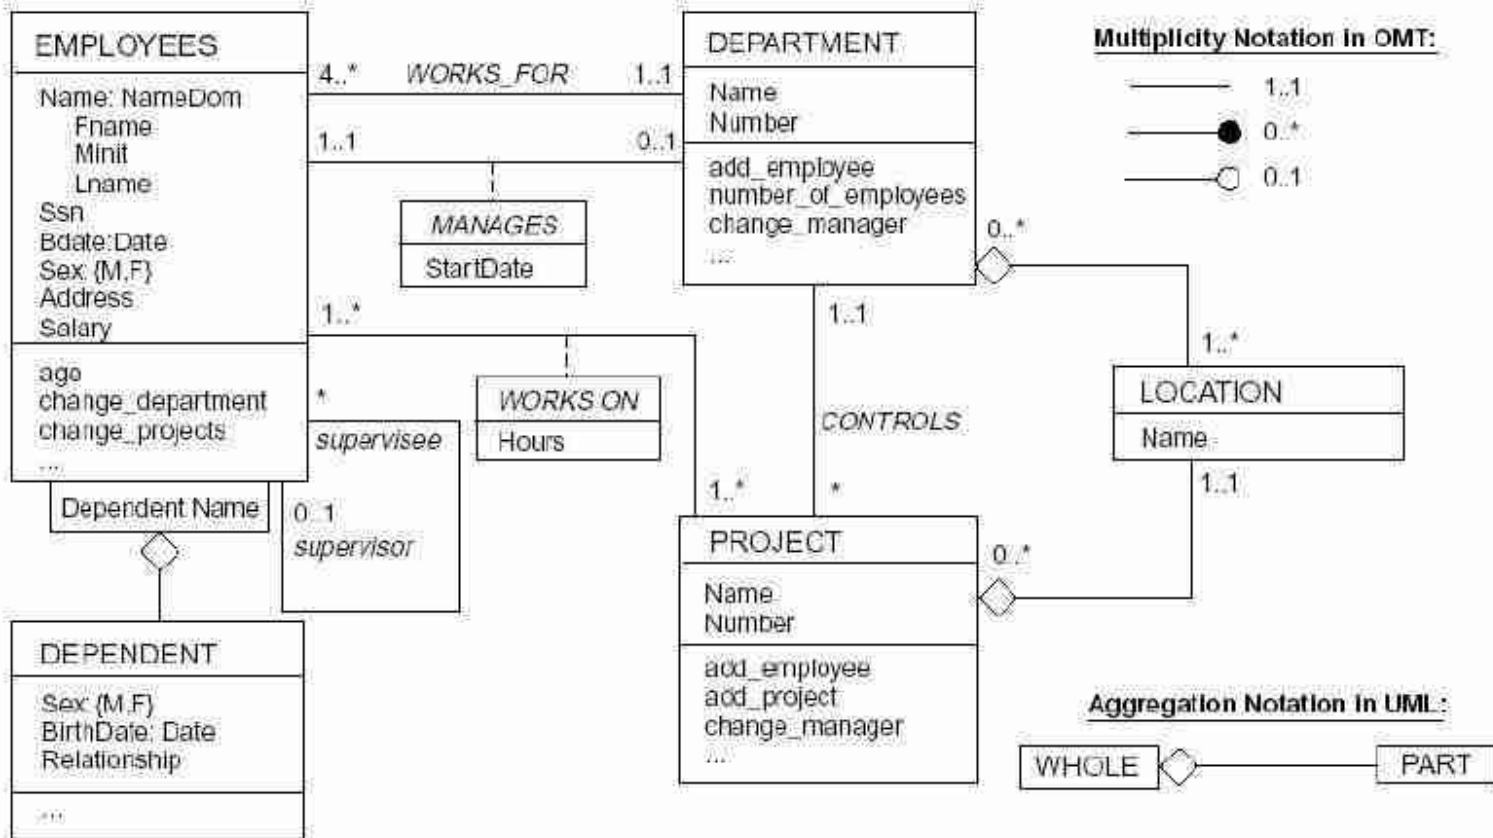 EMPLOYEES
Name: NameDom
Fname
Minit
Lname
Ssn
Bdate:Date
Sex: {M,F}
Address
Salary
age
change_department
change_projects
...
Dependent Name
DEPENDENT
Sex: {M,F}
BirthDate: Date
Relationship
...
4..*
WORKS_FOR
1..1
1..1
0..1
MANAGES
StartDate
1..*
WORKS ON
Hours
*
supervisee
0..1
supervisor
DEPARTMENT
Name
Number
add_employee
number_of_employees
change_manager
...
0..*
1..1
CONTROLS
1..*
*
PROJECT
Name
Number
add_employee
add_project
change_manager
...
0..*
1..*
LOCATION
Name
1..1
Multiplicity Notation in OMT:
1..1
0..*
0..1
Aggregation Notation in UML:
WHOLE
PART